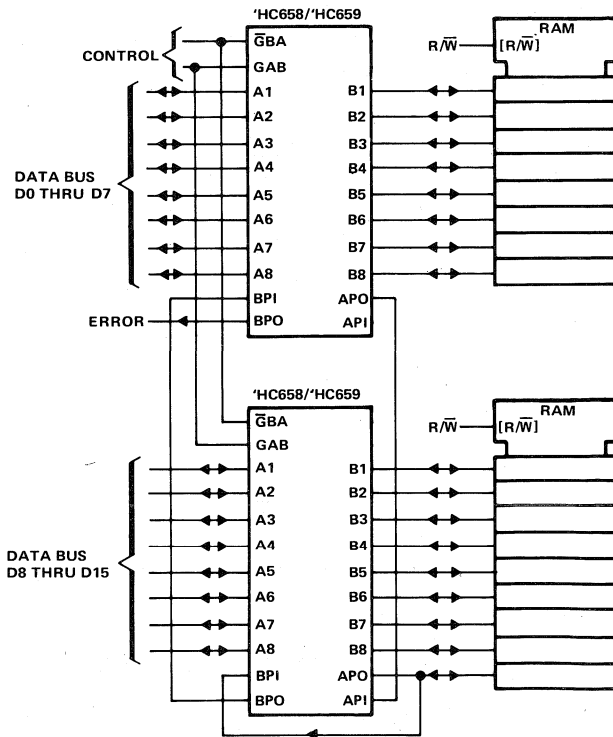 'HC658/'HC659
CONTROL
G̅BA
GAB
RAM
R/W̅
[R/W̅]
DATA BUS
D0 THRU D7
A1
A2
A3
A4
A5
A6
A7
A8
BPI
BPO
B1
B2
B3
B4
B5
B6
B7
B8
APO
API
ERROR
'HC658/'HC659
G̅BA
GAB
RAM
R/W̅
[R/W̅]
DATA BUS
D8 THRU D15
A1
A2
A3
A4
A5
A6
A7
A8
BPI
BPO
B1
B2
B3
B4
B5
B6
B7
B8
APO
API